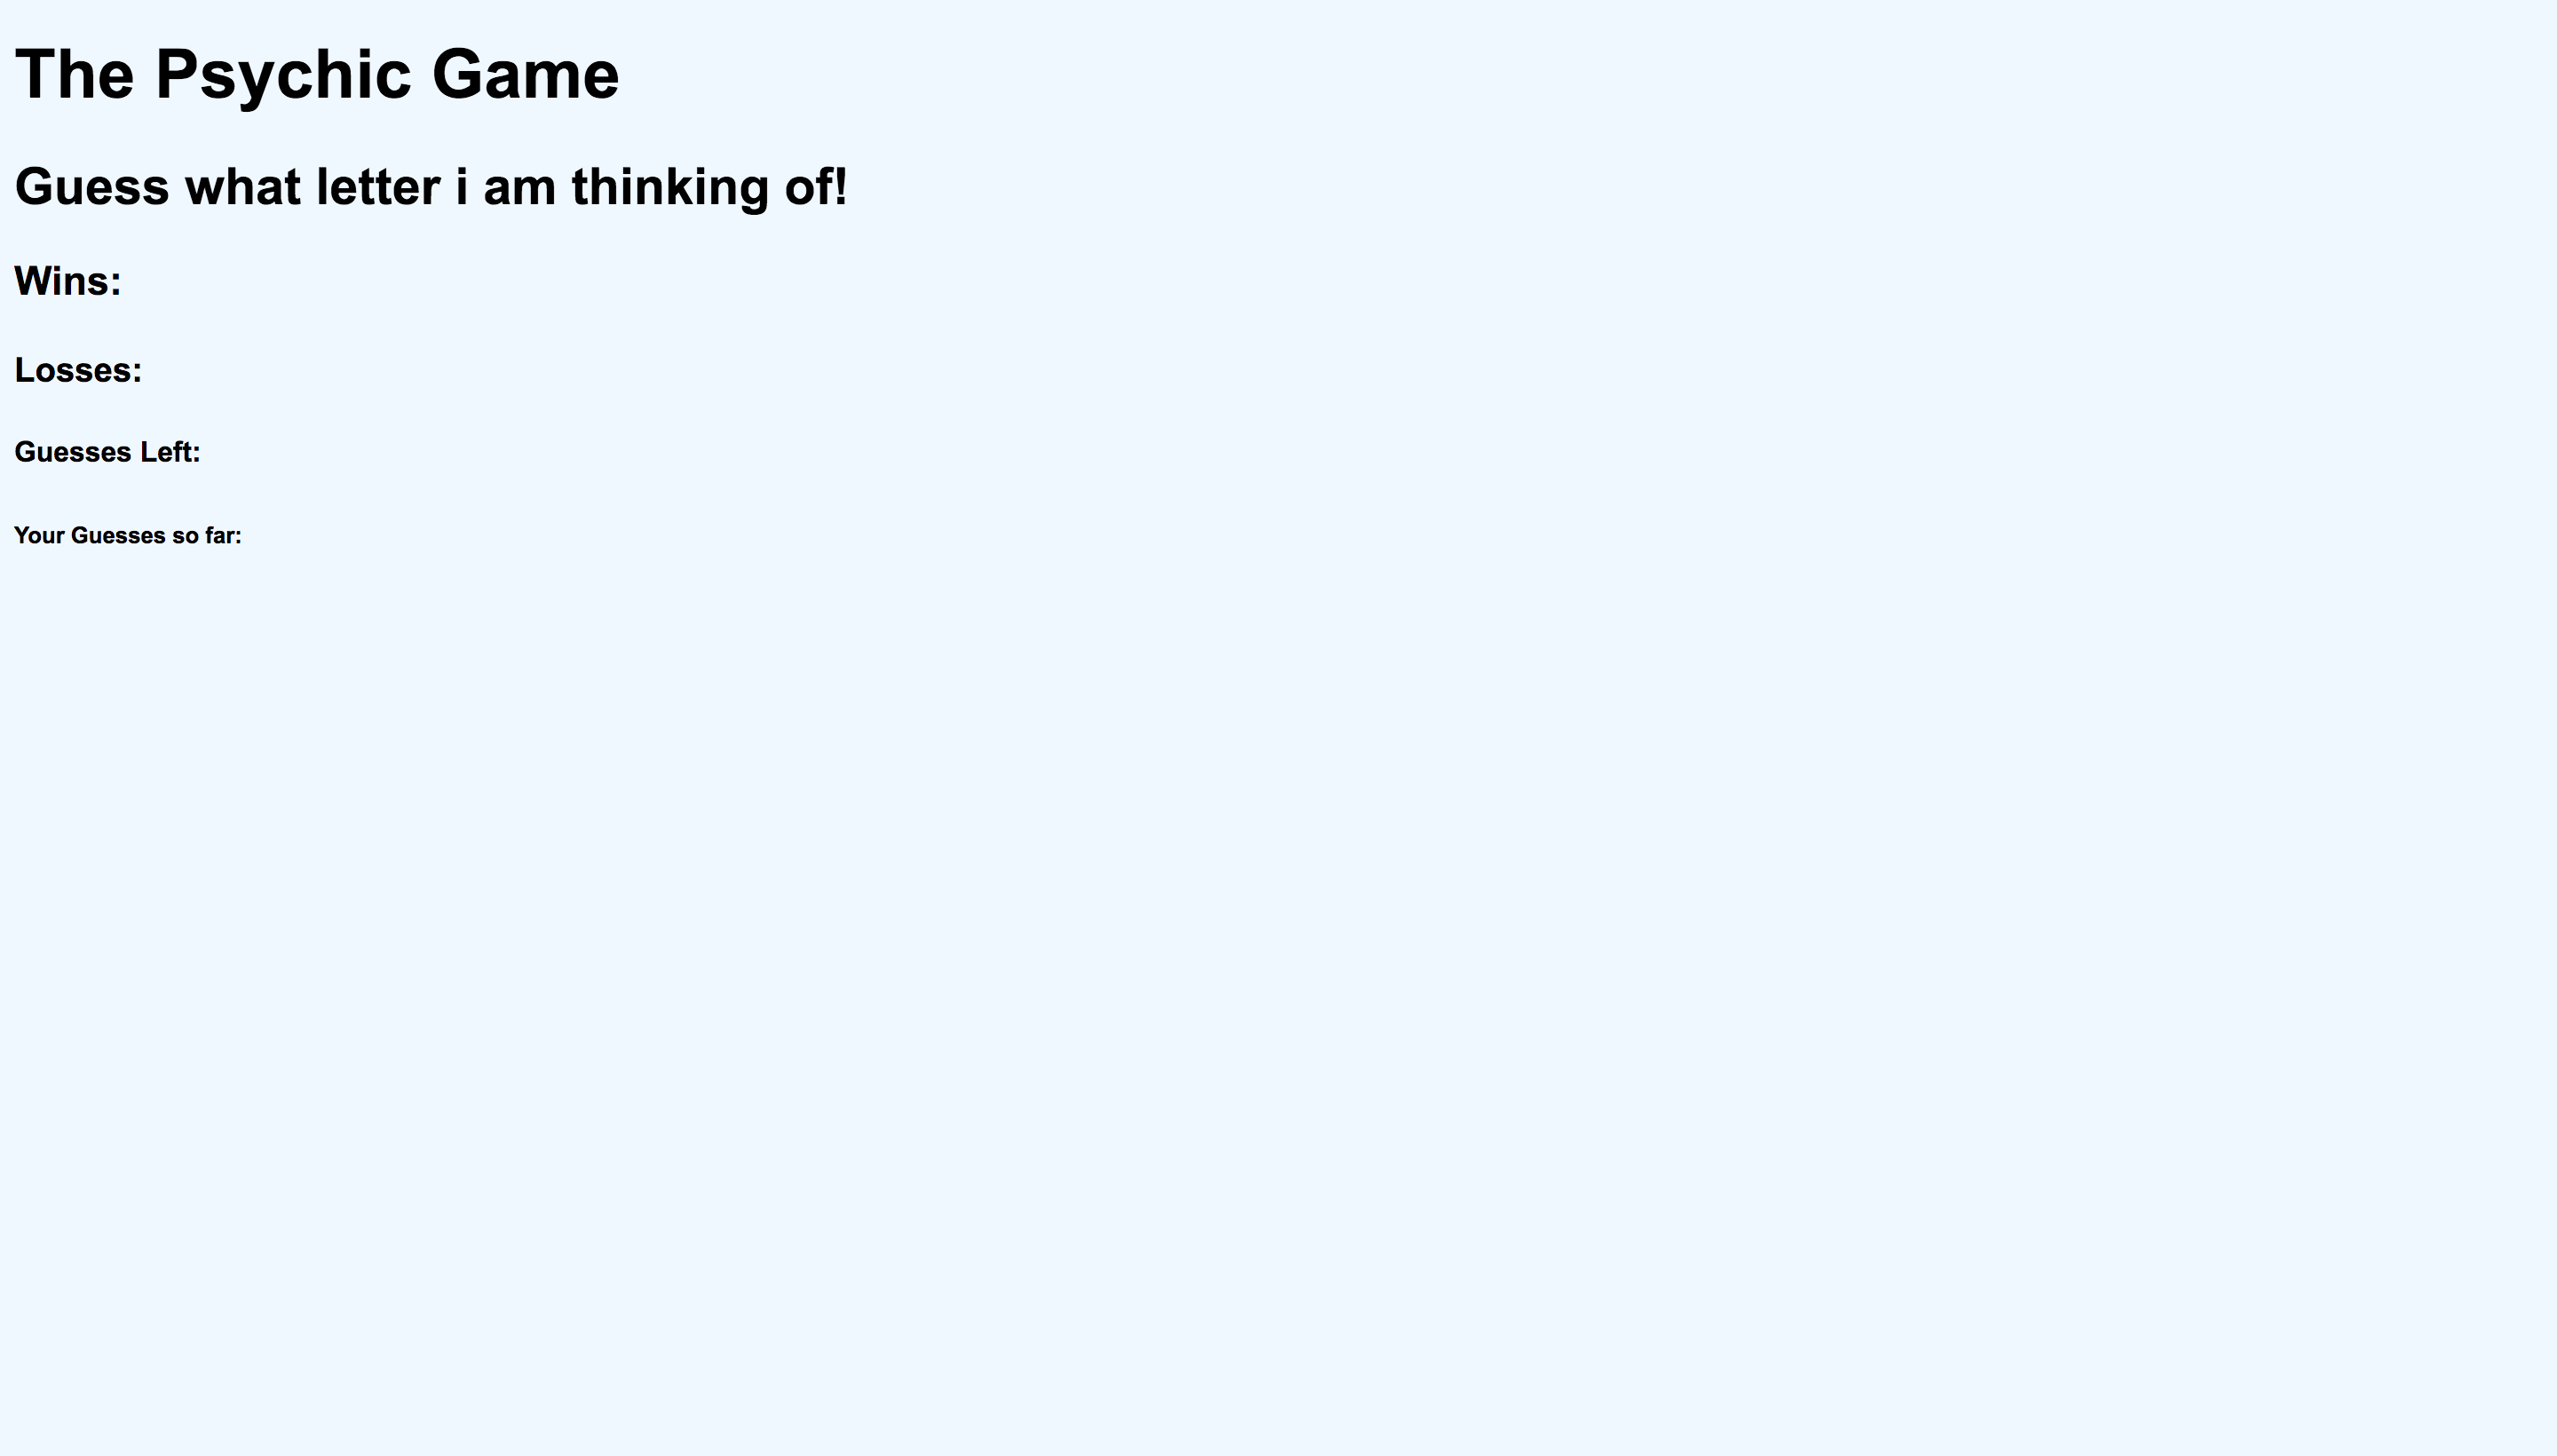 The Psychic Game
Guess what letter i am thinking of!
Wins:
Losses:
Guesses Left:
Your Guesses so far: